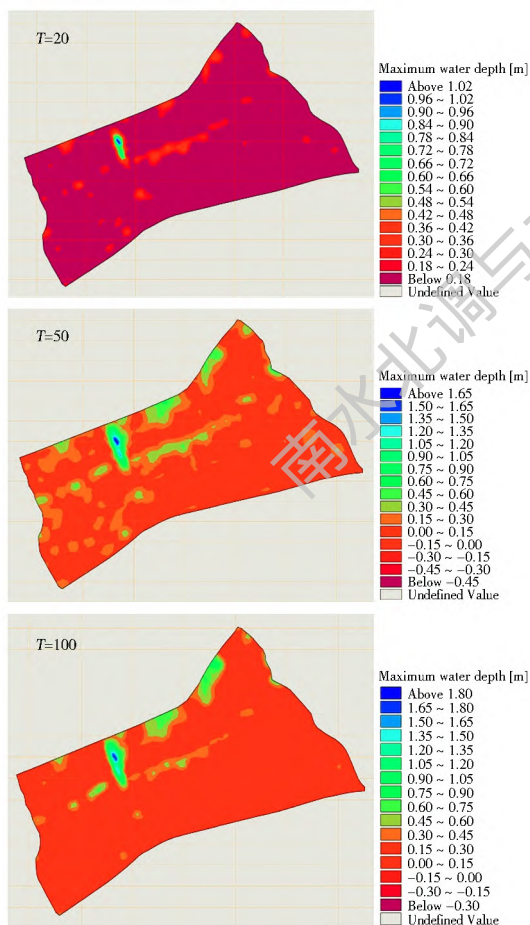 T=20
Maximum water depth [m]
Above 1.02
0.96 ~ 1.02
0.90 ~ 0.96
0.84 ~ 0.90
0.78 ~ 0.84
0.72 ~ 0.78
0.66 ~ 0.72
0.60 ~ 0.66
0.54 ~ 0.60
0.48 ~ 0.54
0.42 ~ 0.48
0.36 ~ 0.42
0.30 ~ 0.36
0.24 ~ 0.30
0.18 ~ 0.24
Below 0.18
Undefined Value
T=50
Maximum water depth [m]
Above 1.65
1.50 ~ 1.65
1.35 ~ 1.50
1.20 ~ 1.35
1.05 ~ 1.20
0.90 ~ 1.05
0.75 ~ 0.90
0.60 ~ 0.75
0.45 ~ 0.60
0.30 ~ 0.45
0.15 ~ 0.30
0.00 ~ 0.15
−0.15 ~ 0.00
−0.30 ~ −0.15
−0.45 ~ −0.30
Below −0.45
Undefined Value
T=100
Maximum water depth [m]
Above 1.80
1.65 ~ 1.80
1.50 ~ 1.65
1.35 ~ 1.50
1.20 ~ 1.35
1.05 ~ 1.20
0.90 ~ 1.05
0.75 ~ 0.90
0.60 ~ 0.75
0.45 ~ 0.60
0.30 ~ 0.45
0.15 ~ 0.30
0.00 ~ 0.15
−0.15 ~ 0.00
−0.30 ~ −0.15
Below −0.30
Undefined Value
南水北调与